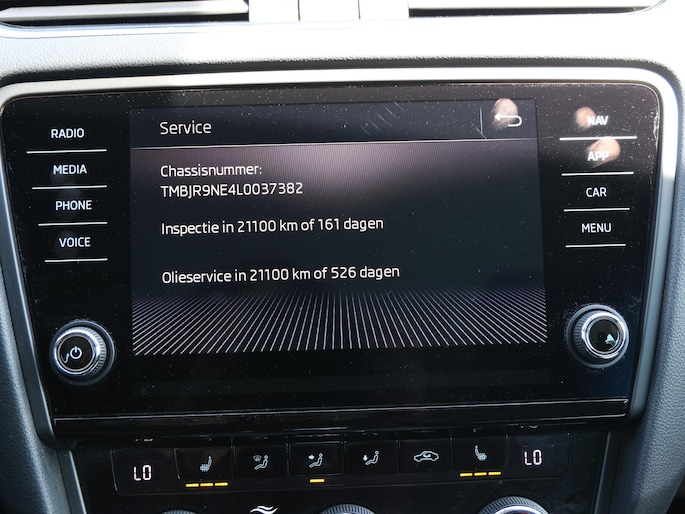 Service
Chassisnummer:
TMBJR9NE4L0037382
Inspectie in 21100 km of 161 dagen
Olieservice in 21100 km of 526 dagen
RADIO
MEDIA
PHONE
VOICE
NAV
APP
CAR
MENU
LO
LO